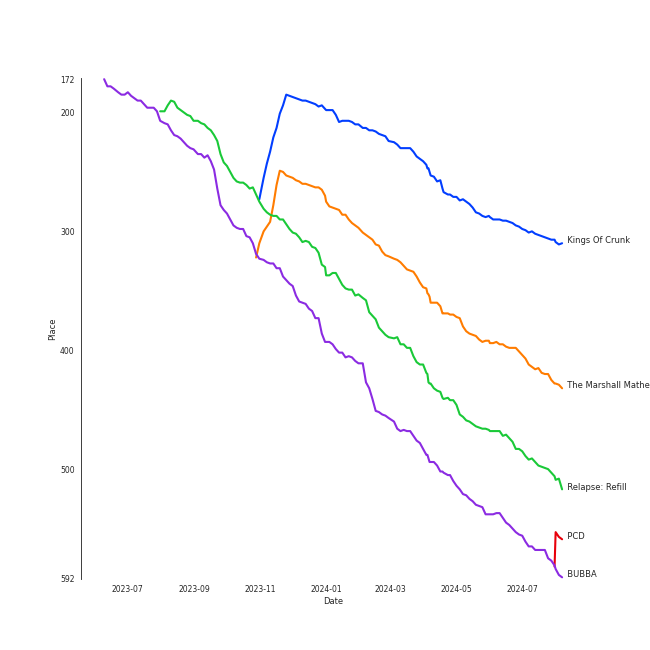 172
200
300
400
500
592
Place
2023-07
2023-09
2023-11
2024-01
2024-03
2024-05
2024-07
Date
Kings Of Crunk
The Marshall Mathe
Relapse: Refill
PCD
BUBBA